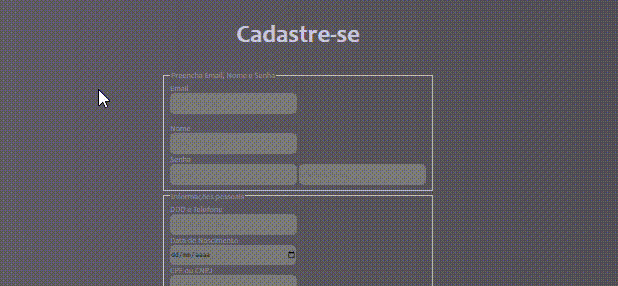 Cadastre-se
Preencha Email, Nome e Senha
Email
Nome
Senha
Informações pessoais
DDD e Telefone
Data de Nascimento
dd/mm/aaaa
CPF ou CNPJ